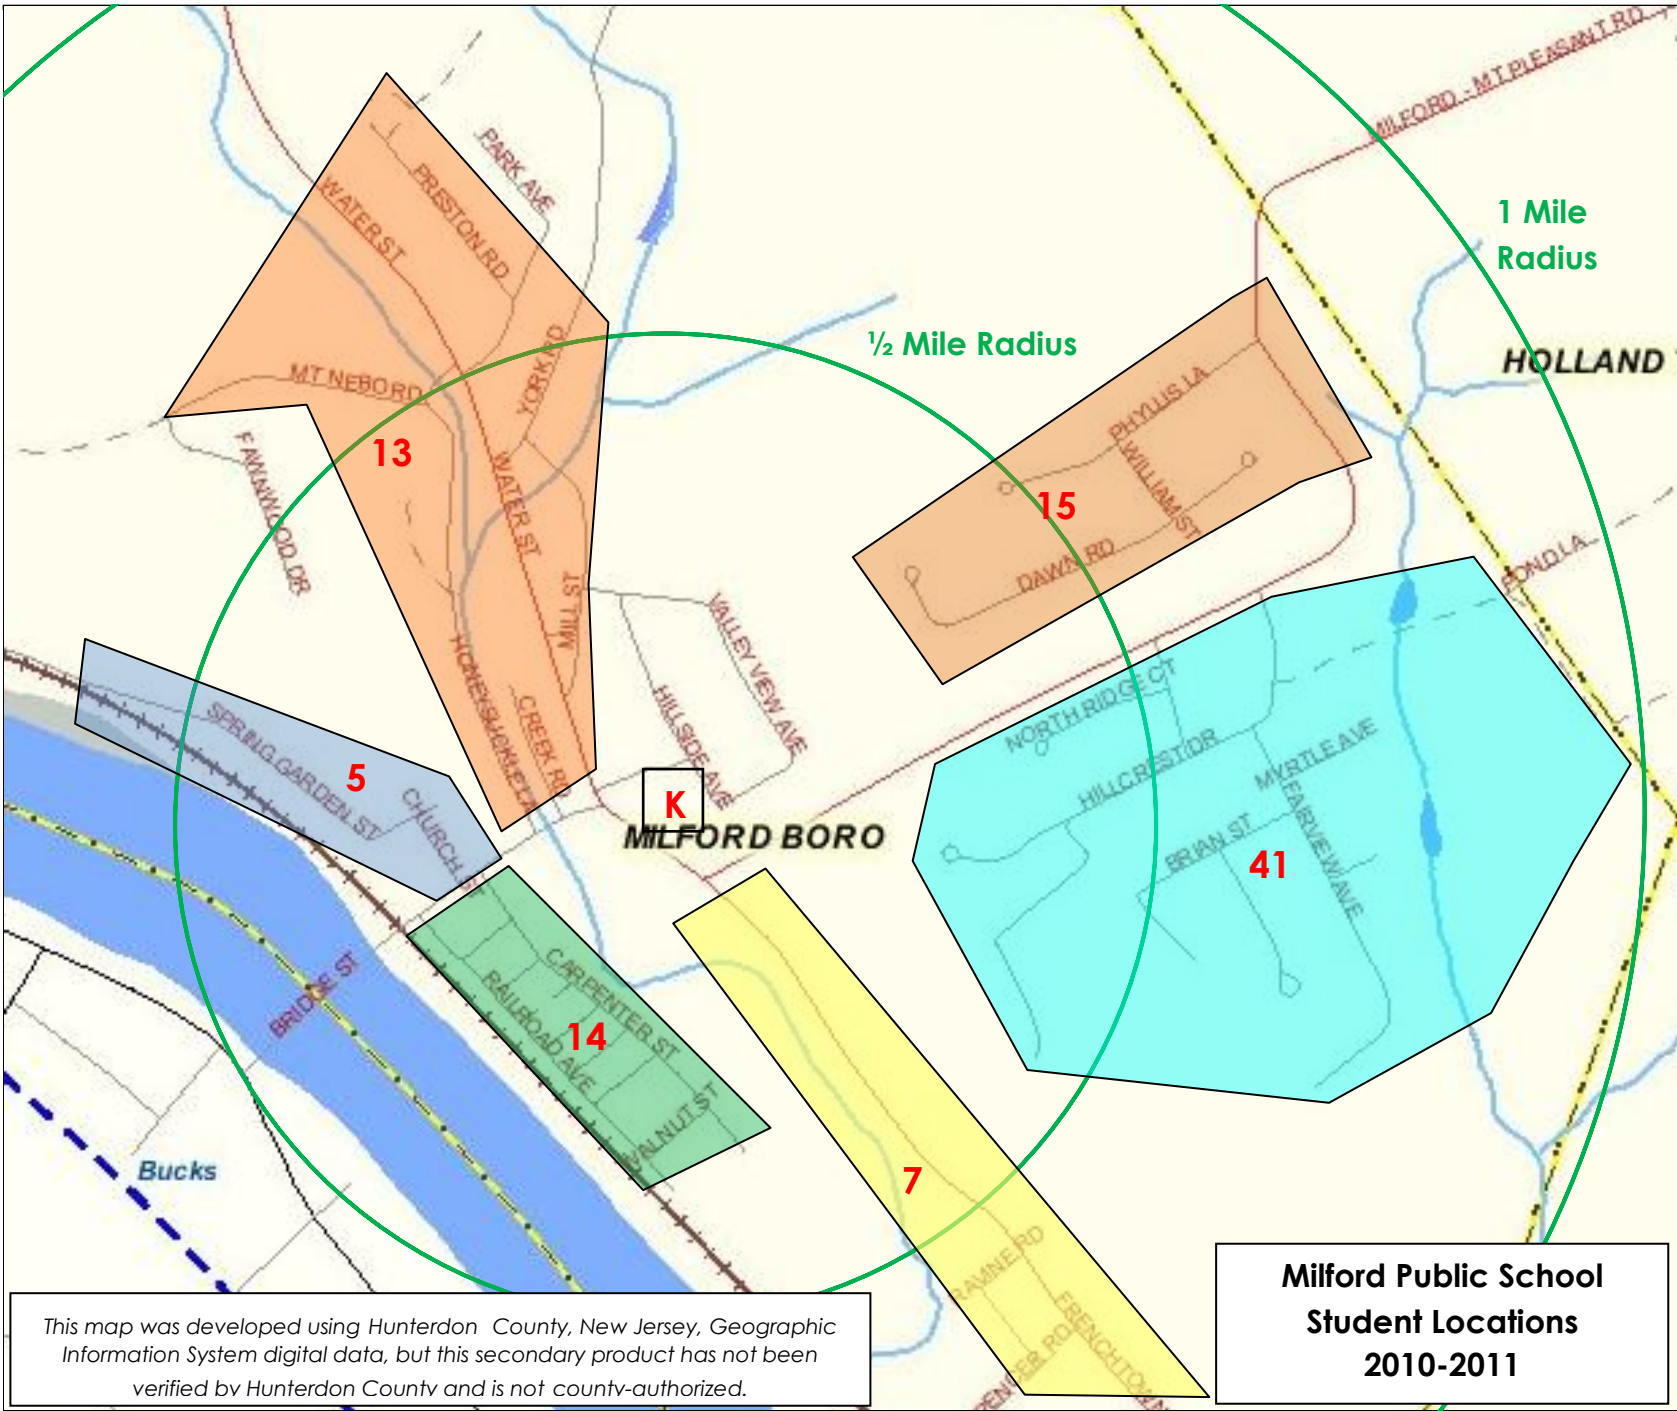 MILFORD - MT PLEASANT RD
PARK AVE
PRESTON RD
WATER ST
1 Mile
Radius
½ Mile Radius
HOLLAND
YORK RD
MT NEBO RD
PHYLLIS LA
13
FAWNWOOD DR
WATER ST
WILLIAM ST
15
DAWN RD
POND LA
MILL ST
VALLEY VIEW AVE
HONEYSUCKLE LA
HILLSIDE AVE
CREEK RD
NORTH RIDGE CT
SPRING GARDEN ST
5
CHURCH ST
HILLCREST DR
MYRTLE AVE
FAIRVIEW AVE
K
MILFORD BORO
BRIAN ST
41
BRIDGE ST
CARPENTER ST
RAILROAD AVE
14
WALNUT ST
Bucks
7
RAVINE RD
FRENCHTOWN
RD
Milford Public School
Student Locations
2010-2011
This map was developed using Hunterdon County, New Jersey, Geographic
Information System digital data, but this secondary product has not been
verified by Hunterdon County and is not county-authorized.